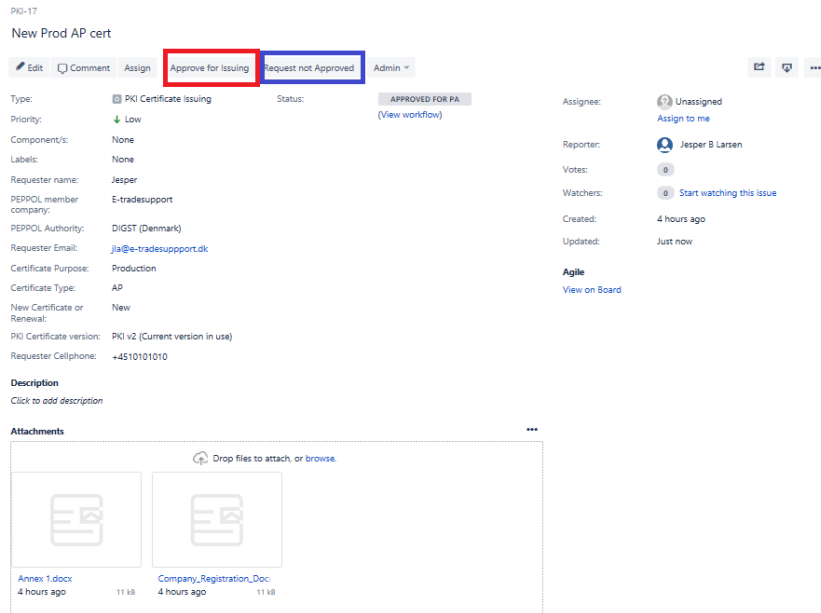 PKI-17
New Prod AP cert
Edit Comment Assign Approve for Issuing Request not Approved Admin
Type: PKI Certificate Issuing Status: APPROVED FOR PA
(View workflow)
Priority: Low
Component/s: None
Labels: None
Requester name: Jesper
PEPPOL member E-tradesupport
company:
PEPPOL Authority: DIGST (Denmark)
Requester Email: jla@e-tradesuppport.dk
Certificate Purpose: Production
Certificate Type: AP
New Certificate or New
Renewal:
PKI Certificate version: PKI v2 (Current version in use)
Requester Cellphone: +4510101010
Assignee: Unassigned
Assign to me
Reporter: Jesper B Larsen
Votes: 0
Watchers: 0 Start watching this issue
Created: 4 hours ago
Updated: Just now
Agile
View on Board
Description
Click to add description
Attachments
Drop files to attach, or browse.
Annex 1.docx
4 hours ago 11 kB
Company_Registration_Doc
4 hours ago 11 kB